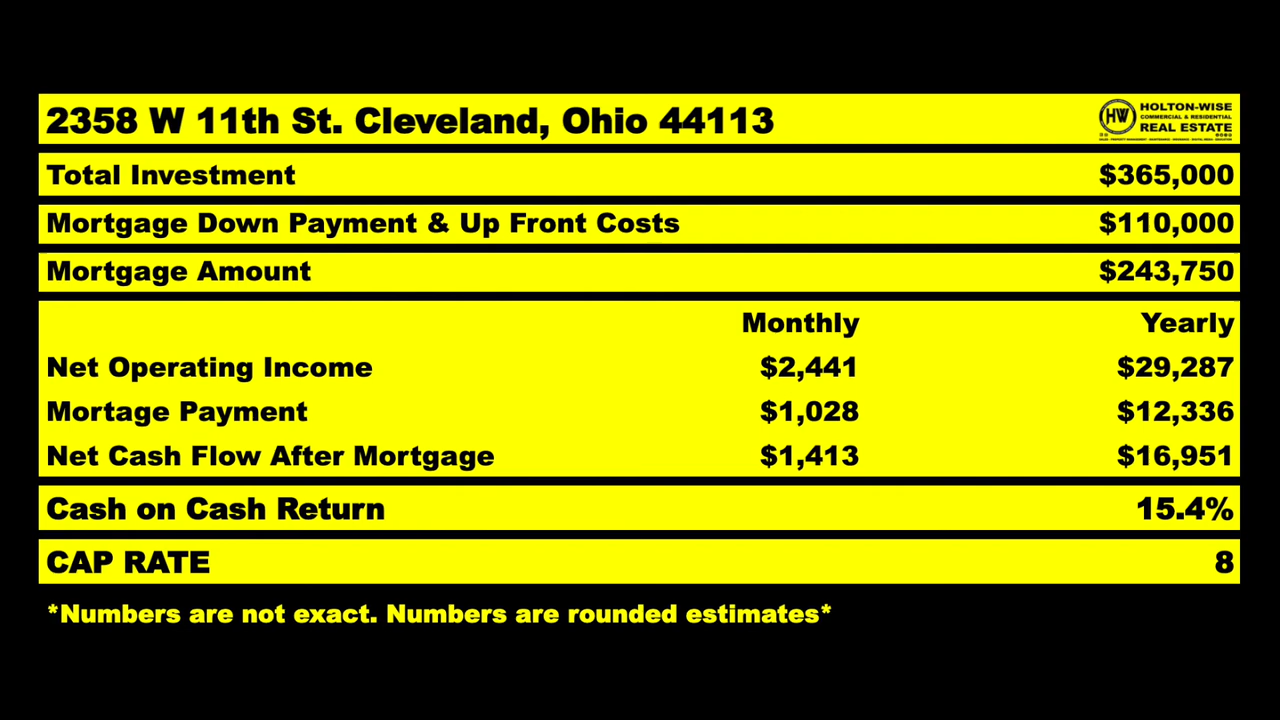 2358 W 11th St. Cleveland, Ohio 44113
HW
HOLTON-WISE
COMMERCIAL & RESIDENTIAL
REAL ESTATE
Total Investment $365,000
Mortgage Down Payment & Up Front Costs $110,000
Mortgage Amount $243,750
Monthly Yearly
Net Operating Income $2,441 $29,287
Mortage Payment $1,028 $12,336
Net Cash Flow After Mortgage $1,413 $16,951
Cash on Cash Return 15.4%
CAP RATE 8
*Numbers are not exact. Numbers are rounded estimates*